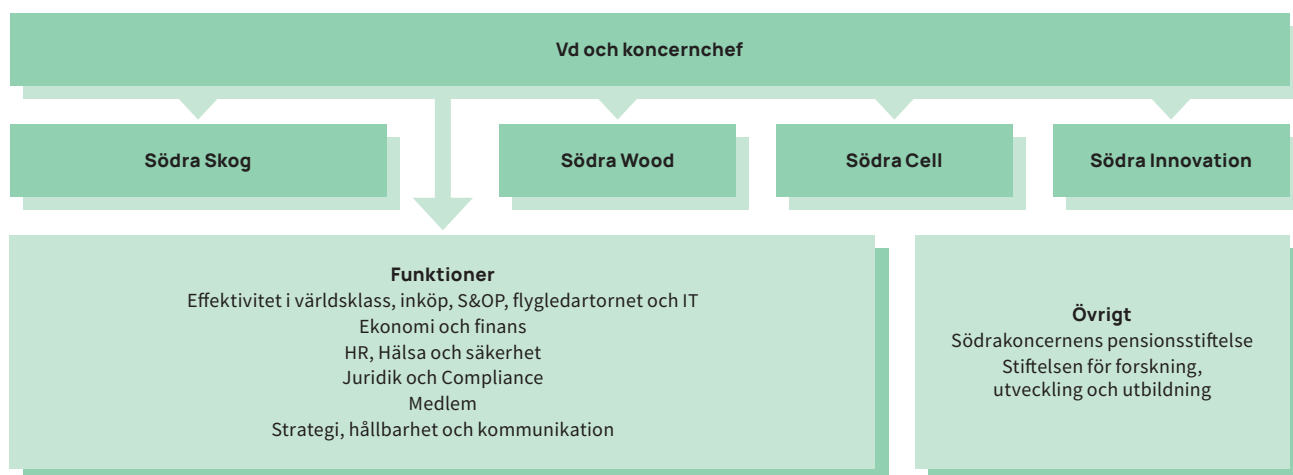 Vd och koncernchef
Södra Skog
Södra Wood
Södra Cell
Södra Innovation
Funktioner
Effektivitet i världsklass, inköp, S&OP, flygledartornet och IT
Ekonomi och finans
HR, Hälsa och säkerhet
Juridik och Compliance
Medlem
Strategi, hållbarhet och kommunikation
Övrigt
Södrakoncernens pensionsstiftelse
Stiftelsen för forskning,
utveckling och utbildning